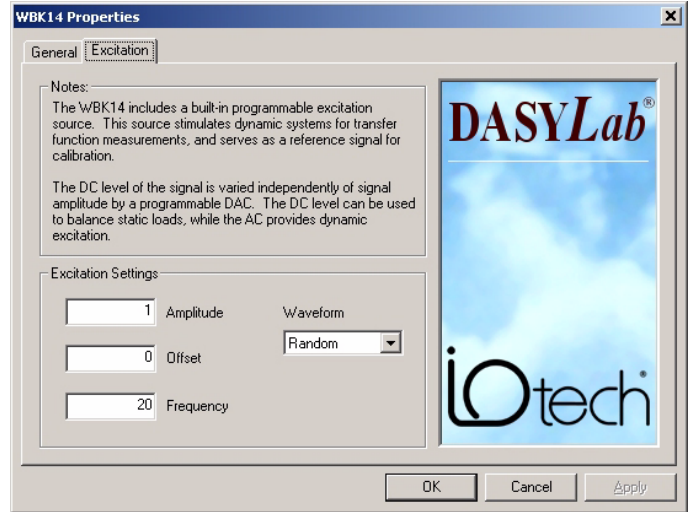 WBK14 Properties
General Excitation
Notes:
The WBK14 includes a built-in programmable excitation
source. This source stimulates dynamic systems for transfer
function measurements, and serves as a reference signal for
calibration.
The DC level of the signal is varied independently of signal
amplitude by a programmable DAC. The DC level can be used
to balance static loads, while the AC provides dynamic
excitation.
DASYLab®
Excitation Settings
1 Amplitude Waveform
Random
0 Offset
20 Frequency
iOtech®
OK Cancel Apply